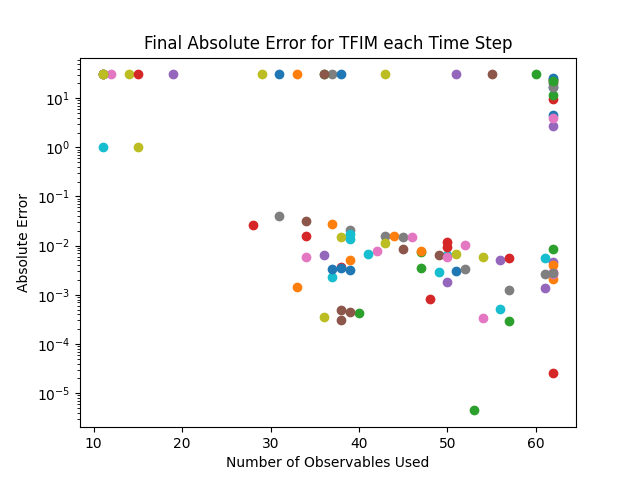 Final Absolute Error for TFIM each Time Step
10¹
10⁰
10⁻¹
10⁻²
10⁻³
10⁻⁴
10⁻⁵
Absolute Error
10 20 30 40 50 60
Number of Observables Used